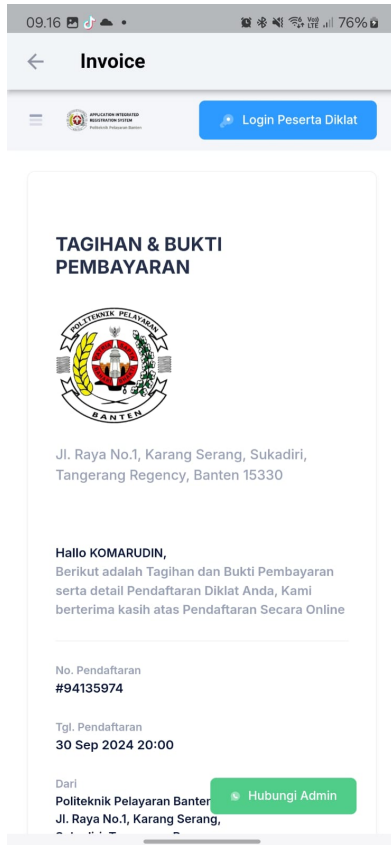 09.16
VoD
LTE
76%
Invoice
APPLICATION INTEGRATED
REGISTRATION SYSTEM
Politeknik Pelayaran Banten
Login Peserta Diklat
TAGIHAN & BUKTI
PEMBAYARAN
POLITEKNIK PELAYARAN
BANTEN
Jl. Raya No.1, Karang Serang, Sukadiri,
Tangerang Regency, Banten 15330
Hallo KOMARUDIN,
Berikut adalah Tagihan dan Bukti Pembayaran
serta detail Pendaftaran Diklat Anda, Kami
berterima kasih atas Pendaftaran Secara Online
No. Pendaftaran
#94135974
Tgl. Pendaftaran
30 Sep 2024 20:00
Dari
Politeknik Pelayaran Banten
Hubungi Admin
Jl. Raya No.1, Karang Serang,